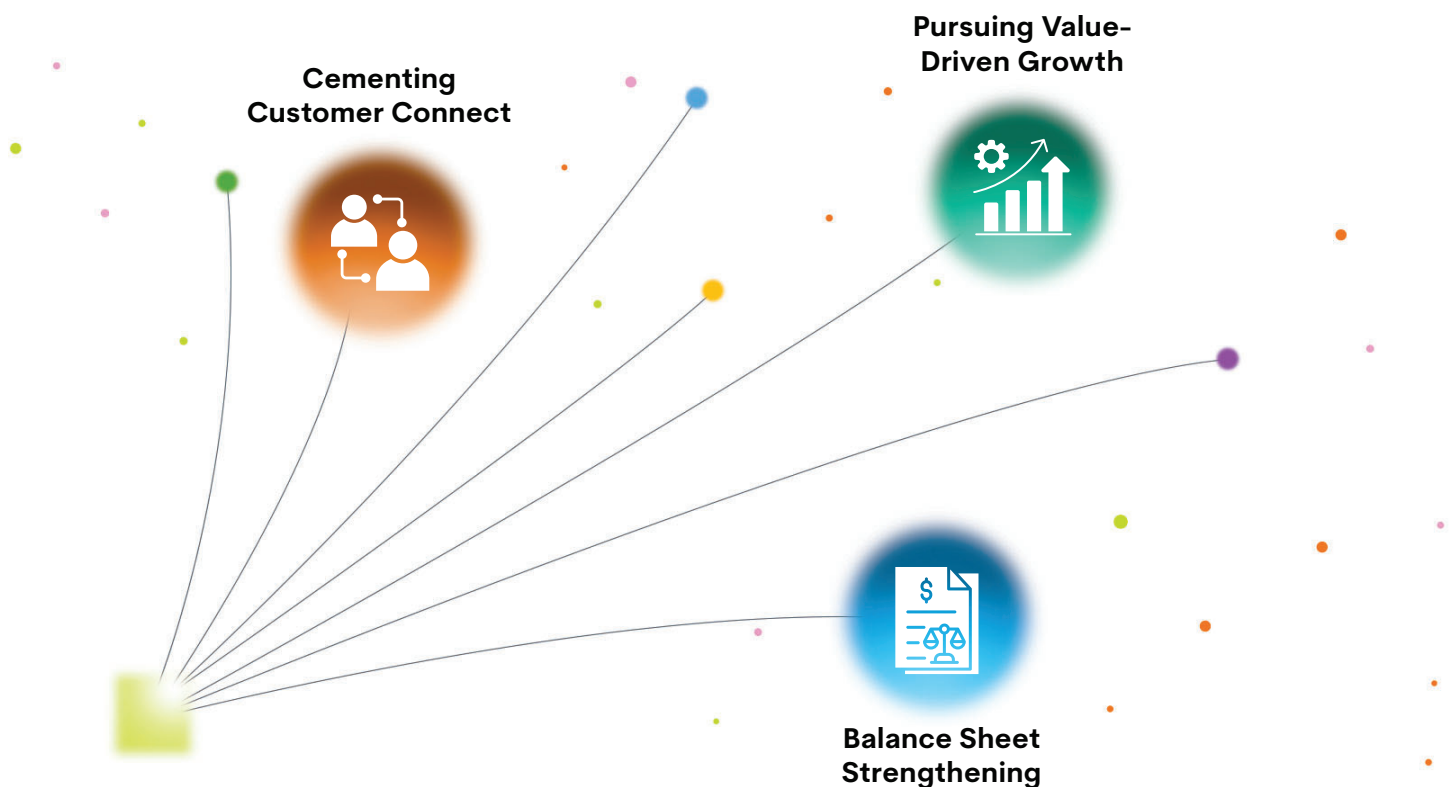 Cementing
Customer Connect
Pursuing Value-
Driven Growth
$
Balance Sheet
Strengthening